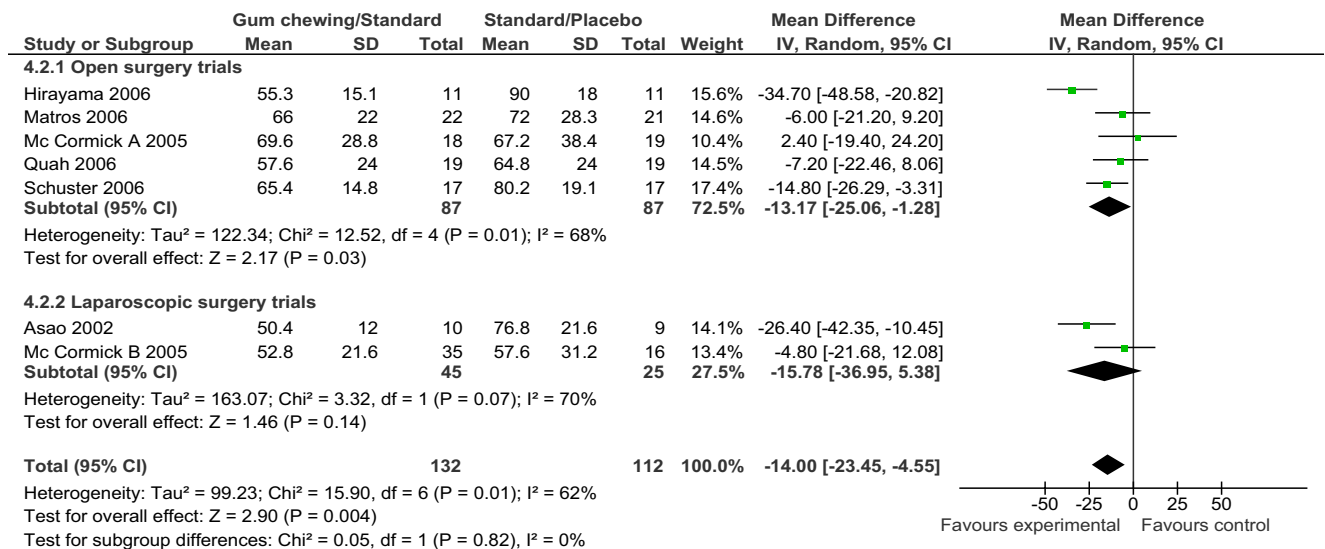 Gum chewing/Standard Standard/Placebo Mean Difference Mean Difference
Study or Subgroup Mean SD Total Mean SD Total Weight IV, Random, 95% CI IV, Random, 95% CI
4.2.1 Open surgery trials
Hirayama 2006 55.3 15.1 11 90 18 11 15.6% -34.70 [-48.58, -20.82]
Matros 2006 66 22 22 72 28.3 21 14.6% -6.00 [-21.20, 9.20]
Mc Cormick A 2005 69.6 28.8 18 67.2 38.4 19 10.4% 2.40 [-19.40, 24.20]
Quah 2006 57.6 24 19 64.8 24 19 14.5% -7.20 [-22.46, 8.06]
Schuster 2006 65.4 14.8 17 80.2 19.1 17 17.4% -14.80 [-26.29, -3.31]
Subtotal (95% CI) 87 87 72.5% -13.17 [-25.06, -1.28]
Heterogeneity: Tau² = 122.34; Chi² = 12.52, df = 4 (P = 0.01); I² = 68%
Test for overall effect: Z = 2.17 (P = 0.03)
4.2.2 Laparoscopic surgery trials
Asao 2002 50.4 12 10 76.8 21.6 9 14.1% -26.40 [-42.35, -10.45]
Mc Cormick B 2005 52.8 21.6 35 57.6 31.2 16 13.4% -4.80 [-21.68, 12.08]
Subtotal (95% CI) 45 25 27.5% -15.78 [-36.95, 5.38]
Heterogeneity: Tau² = 163.07; Chi² = 3.32, df = 1 (P = 0.07); I² = 70%
Test for overall effect: Z = 1.46 (P = 0.14)
Total (95% CI) 132 112 100.0% -14.00 [-23.45, -4.55]
Heterogeneity: Tau² = 99.23; Chi² = 15.90, df = 6 (P = 0.01); I² = 62%
-50 -25 0 25 50
Test for overall effect: Z = 2.90 (P = 0.004)
Favours experimental Favours control
Test for subgroup differences: Chi² = 0.05, df = 1 (P = 0.82), I² = 0%